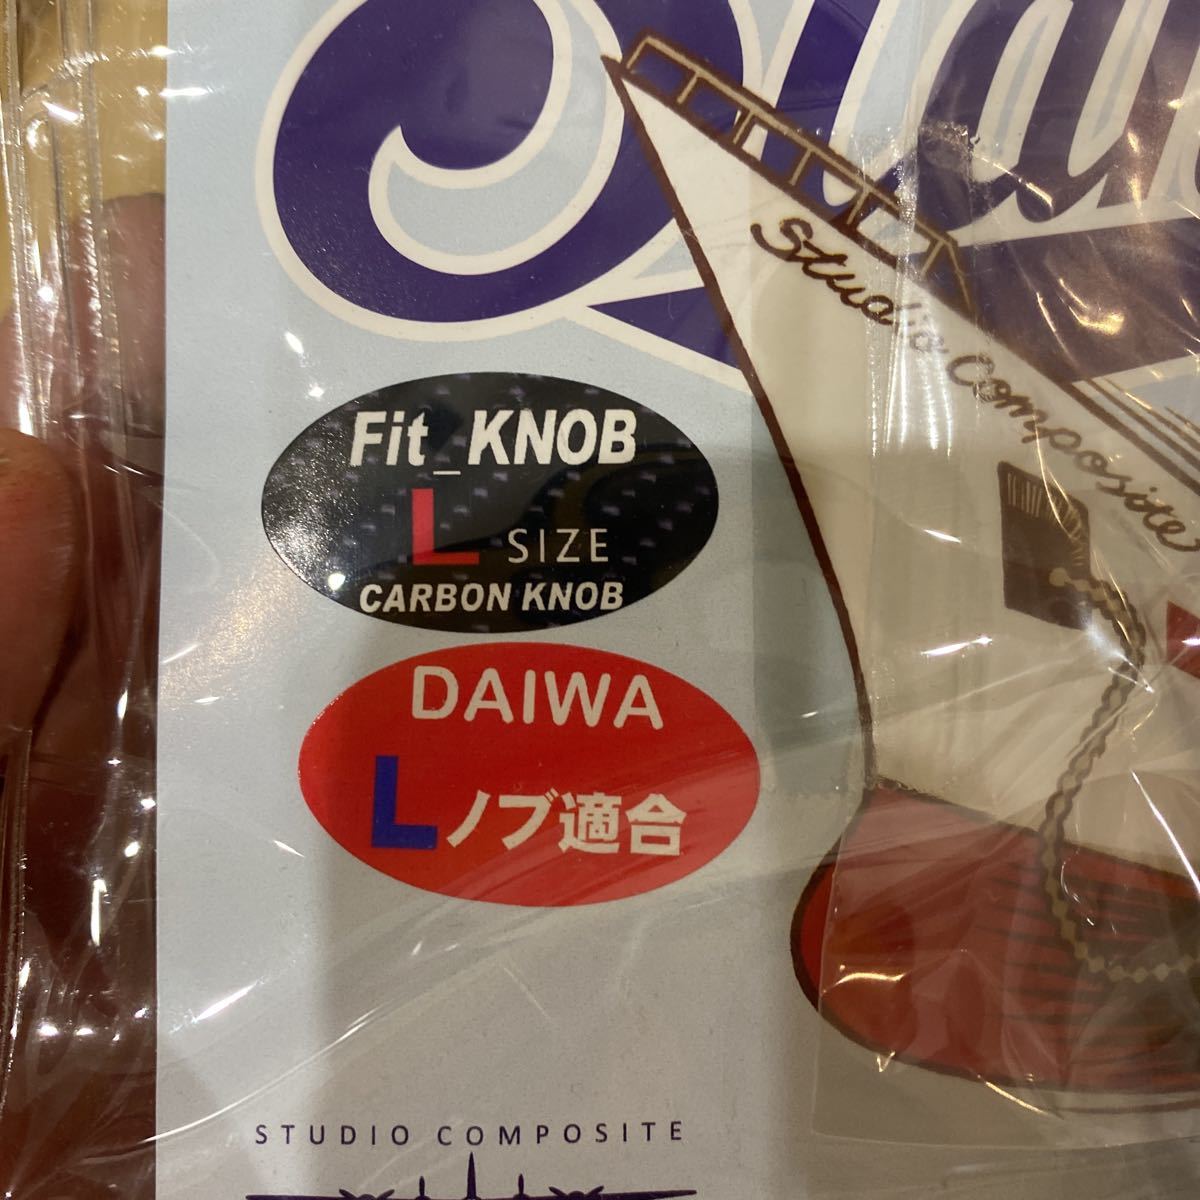 Studio Composite
Fit_KNOB
L SIZE
CARBON KNOB
DAIWA
Lノブ適合
STUDIO COMPOSITE